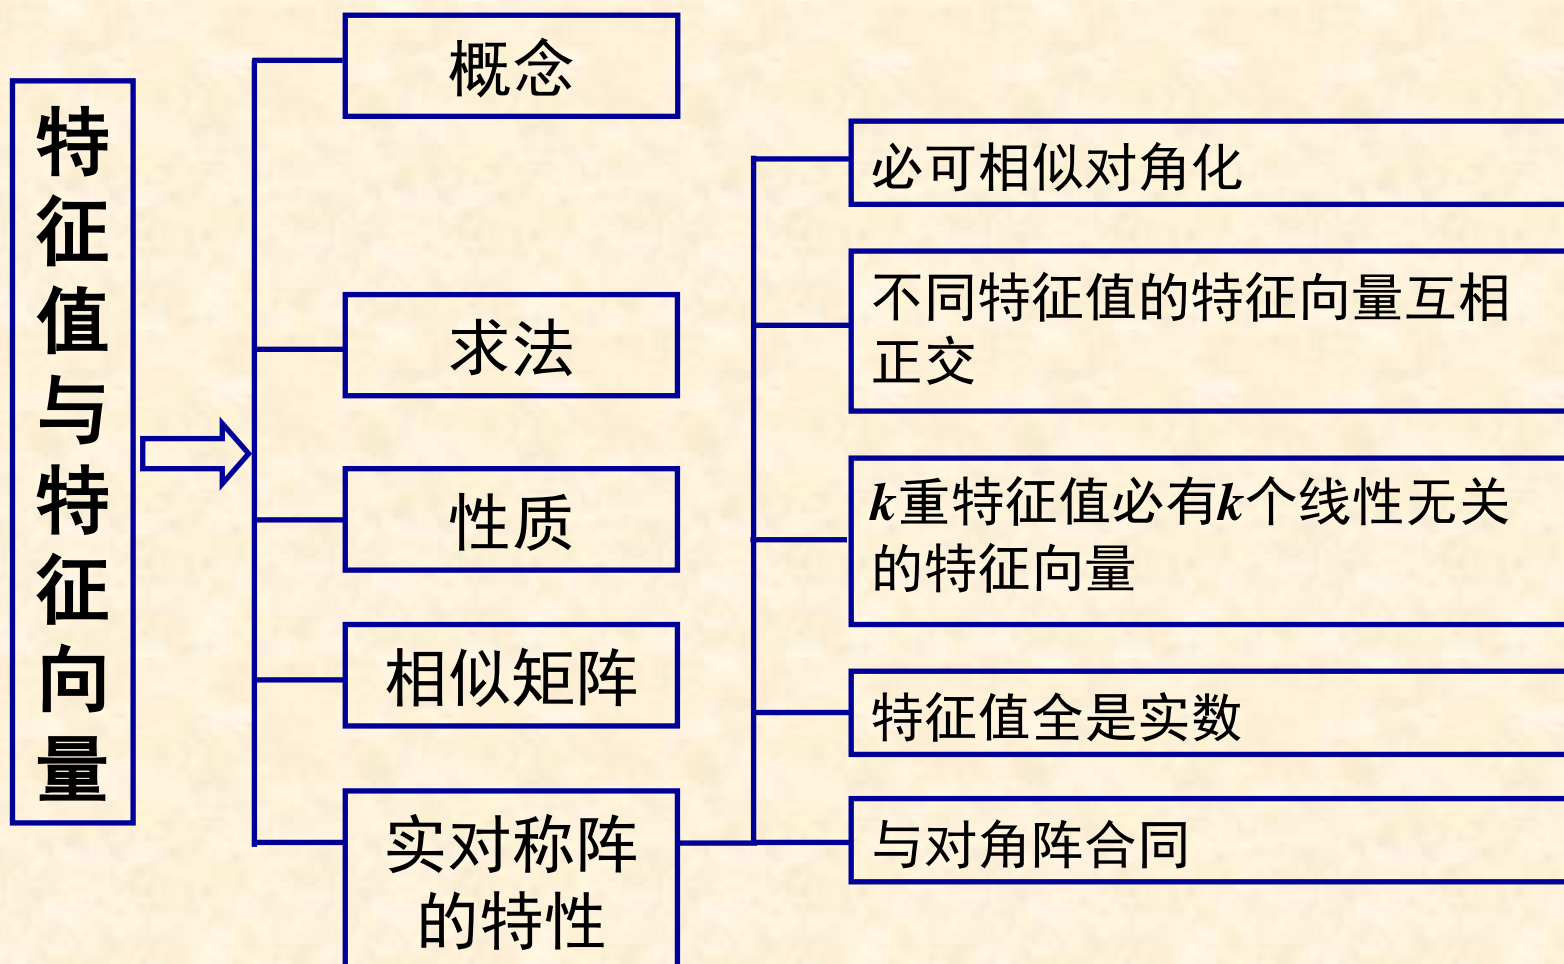 特征值与特征向量
概念
求法
性质
相似矩阵
实对称阵
的特性
必可相似对角化
不同特征值的特征向量互相
正交
k重特征值必有k个线性无关
的特征向量
特征值全是实数
与对角阵合同